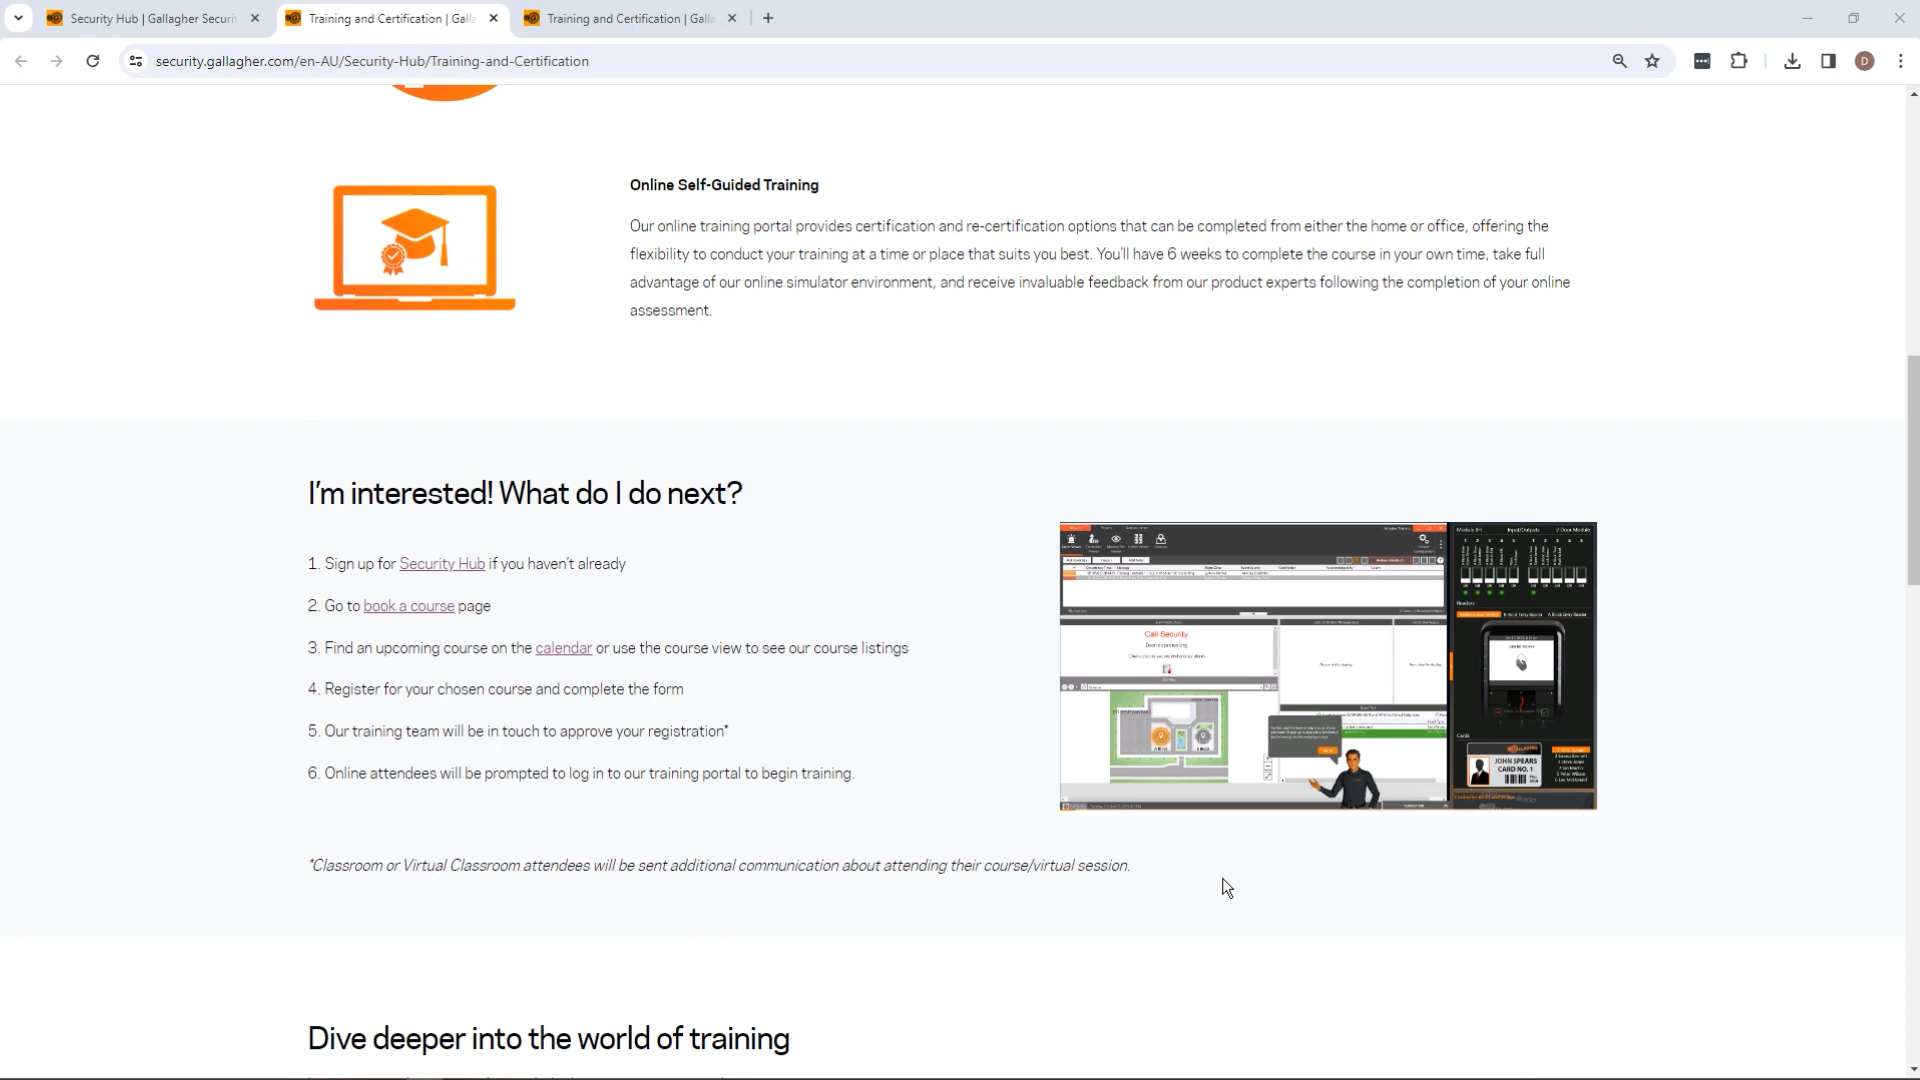 Security Hub | Gallagher Securi
Training and Certification | Galla
Training and Certification | Galla
security.gallagher.com/en-AU/Security-Hub/Training-and-Certification
D
Online Self-Guided Training
Our online training portal provides certification and re-certification options that can be completed from either the home or office, offering the
flexibility to conduct your training at a time or place that suits you best. You'll have 6 weeks to complete the course in your own time, take full
advantage of our online simulator environment, and receive invaluable feedback from our product experts following the completion of your online
assessment.
I'm interested! What do I do next?
1. Sign up for Security Hub if you haven't already
2. Go to book a course page
3. Find an upcoming course on the calendar or use the course view to see our course listings
4. Register for your chosen course and complete the form
5. Our training team will be in touch to approve your registration*
6. Online attendees will be prompted to log in to our training portal to begin training.
*Classroom or Virtual Classroom attendees will be sent additional communication about attending their course/virtual session.
Call Security
Inputs/Outputs
2 Door Module
Readers
Cards
JOHN SPEARS
CARD NO. 1
Dive deeper into the world of training